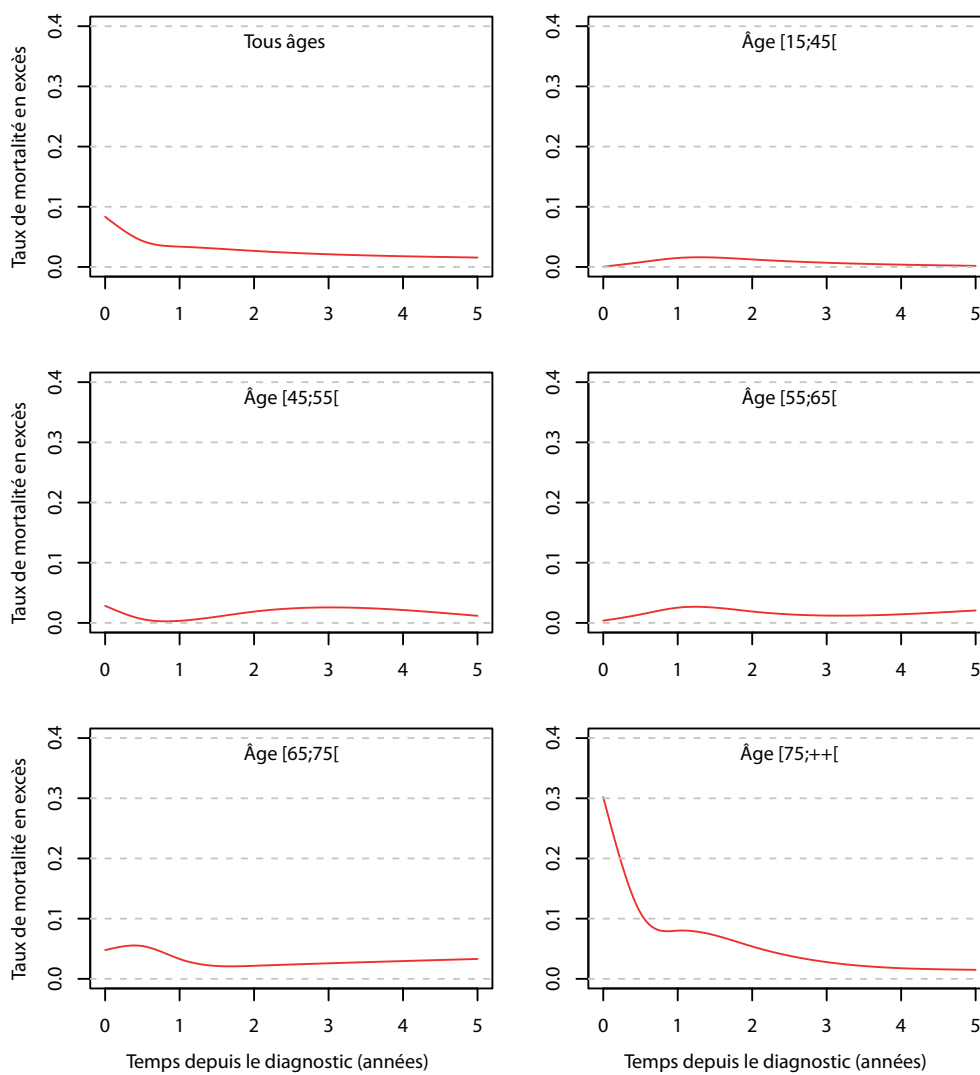 Tous âges
Taux de mortalité en excès
0.4
0.3
0.2
0.1
0.0
0 1 2 3 4 5
Âge [15;45[
0.4
0.3
0.2
0.1
0.0
0 1 2 3 4 5
Âge [45;55[
Taux de mortalité en excès
0.4
0.3
0.2
0.1
0.0
0 1 2 3 4 5
Âge [55;65[
0.4
0.3
0.2
0.1
0.0
0 1 2 3 4 5
Âge [65;75[
Taux de mortalité en excès
0.4
0.3
0.2
0.1
0.0
0 1 2 3 4 5
Temps depuis le diagnostic (années)
Âge [75;++[
0.4
0.3
0.2
0.1
0.0
0 1 2 3 4 5
Temps depuis le diagnostic (années)